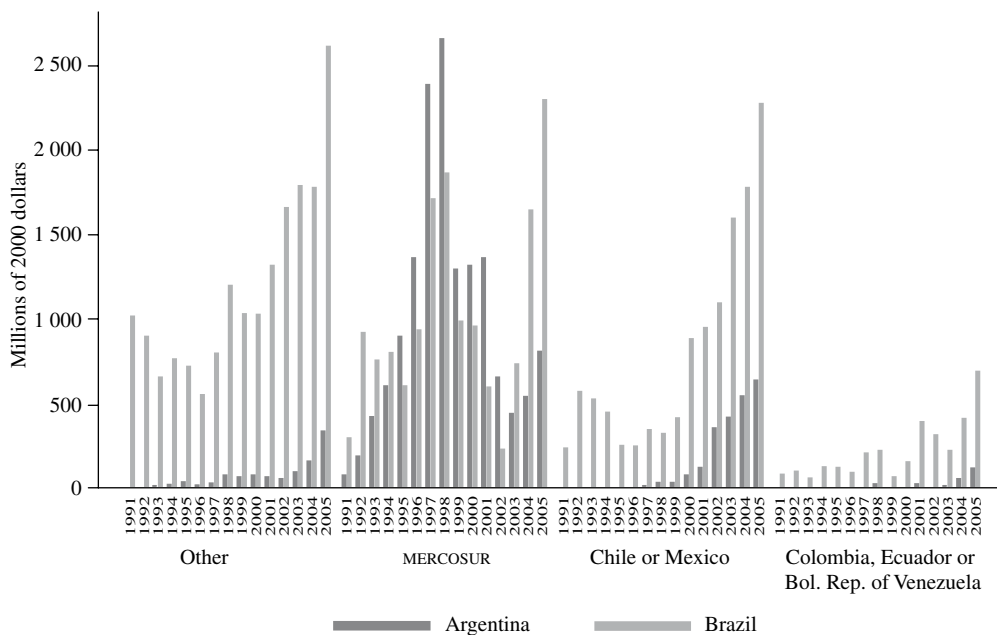 Millions of 2000 dollars
2 500
2 000
1 500
1 000
500
0
1991 1992 1993 1994 1995 1996 1997 1998 1999 2000 2001 2002 2003 2004 2005
1991 1992 1993 1994 1995 1996 1997 1998 1999 2000 2001 2002 2003 2004 2005
1991 1992 1993 1994 1995 1996 1997 1998 1999 2000 2001 2002 2003 2004 2005
1991 1992 1993 1994 1995 1996 1997 1998 1999 2000 2001 2002 2003 2004 2005
Other
MERCOSUR
Chile or Mexico
Colombia, Ecuador or
Bol. Rep. of Venezuela
Argentina
Brazil